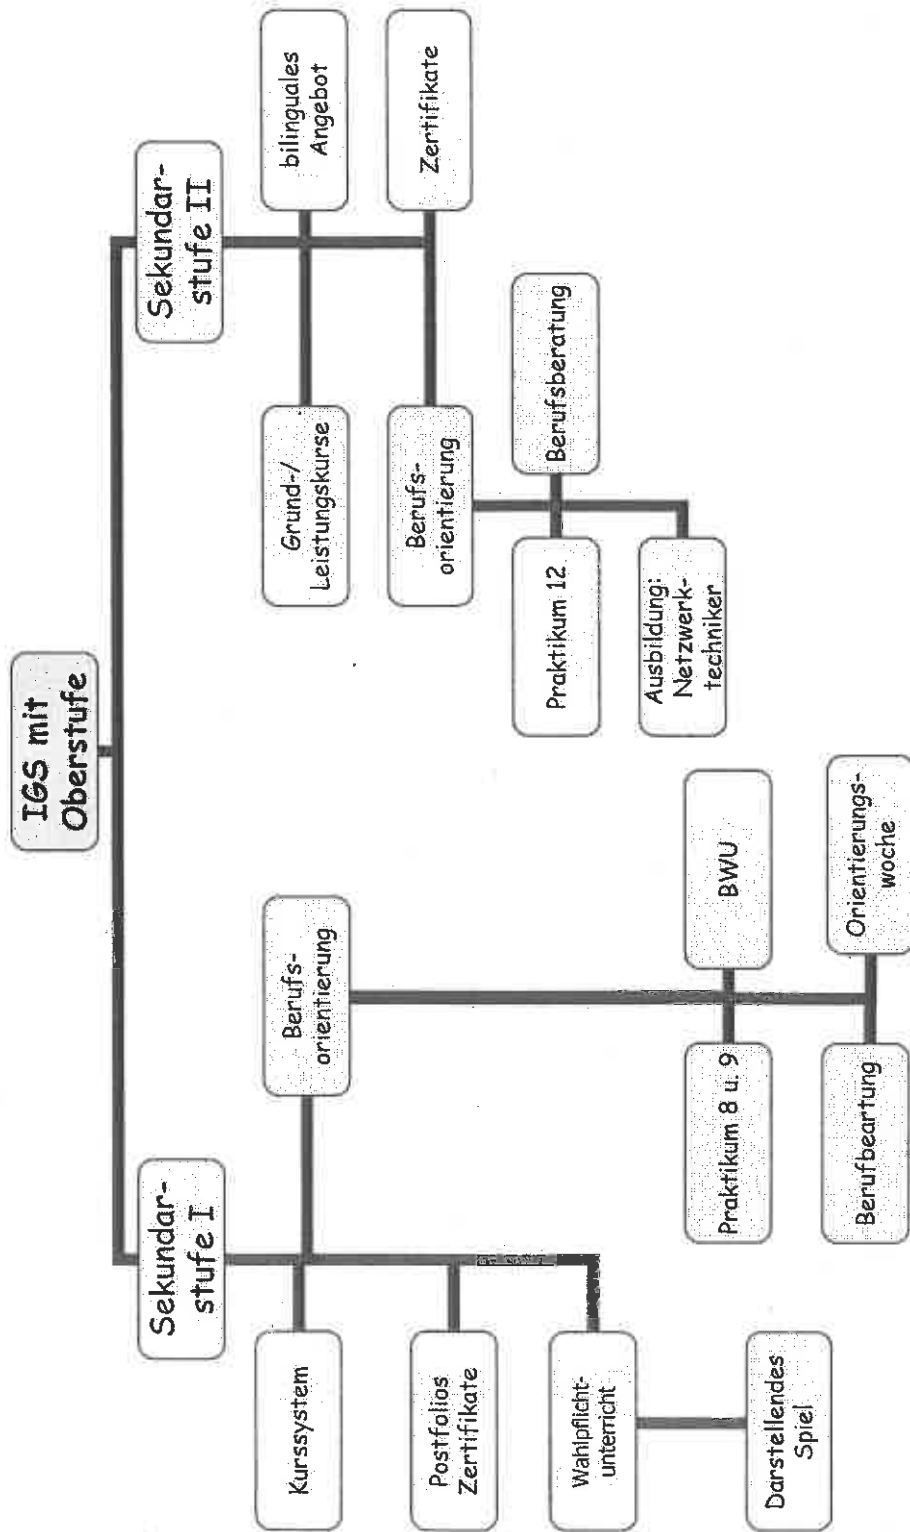 IGS mit
Oberstufe
Sekundar-
stufe I
Sekundar-
stufe II
Kurssystem
Berufs-
orientierung
Postfolios
Zertifikate
Wahlpflicht-
unterricht
Darstellendes
Spiel
Praktikum 8 u. 9
BWU
Berufbeartung
Orientierungs-
woche
Grund-/
Leistungskurse
bilinguales
Angebot
Berufs-
orientierung
Zertifikate
Praktikum 12
Berufsberatung
Ausbildung:
Netzwerk-
techniker